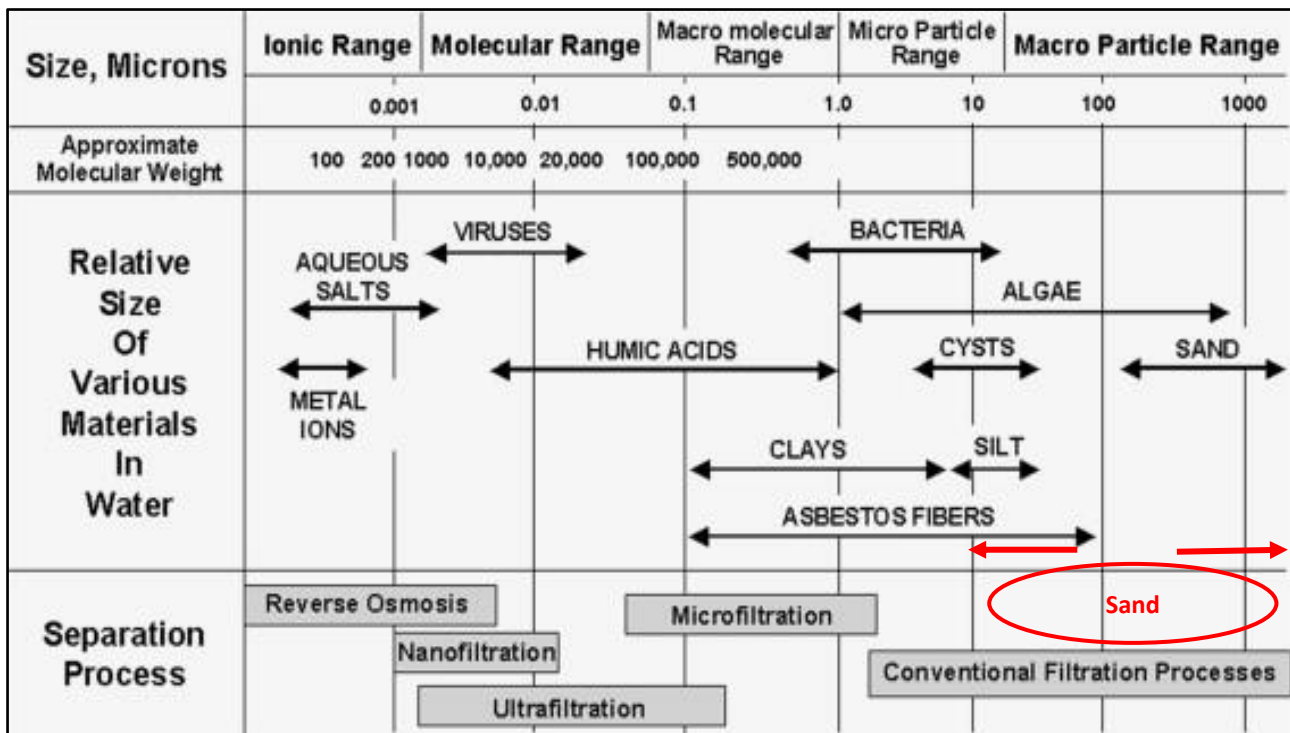 Size, Microns
Ionic Range
Molecular Range
Macro molecular
Range
Micro Particle
Range
Macro Particle Range
0.001
0.01
0.1
1.0
10
100
1000
Approximate
Molecular Weight
100 200 1000 10,000 20,000 100,000 500,000
Relative
Size
Of
Various
Materials
In
Water
VIRUSES
BACTERIA
AQUEOUS
SALTS
ALGAE
HUMIC ACIDS
CYSTS
SAND
METAL
IONS
CLAYS
SILT
ASBESTOS FIBERS
Separation
Process
Reverse Osmosis
Microfiltration
Sand
Nanofiltration
Conventional Filtration Processes
Ultrafiltration